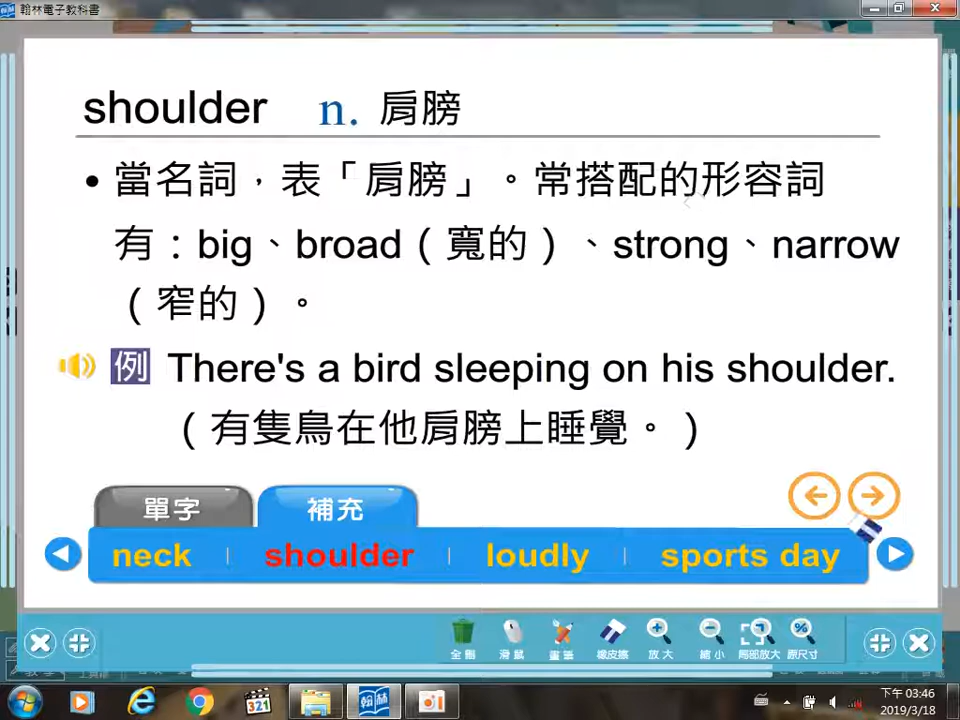 翰林電子教科書
shoulder n. 肩膀
• 當名詞，表「肩膀」。常搭配的形容詞
有：big、broad（寬的）、strong、narrow
（窄的）。
例 There's a bird sleeping on his shoulder.
（有隻鳥在他肩膀上睡覺。）
單字 補充
neck shoulder loudly sports day
全刪 滑鼠 畫筆 橡皮擦 放大 縮小 局部放大 原尺寸
321 翰林
下午 03:46
2019/3/18